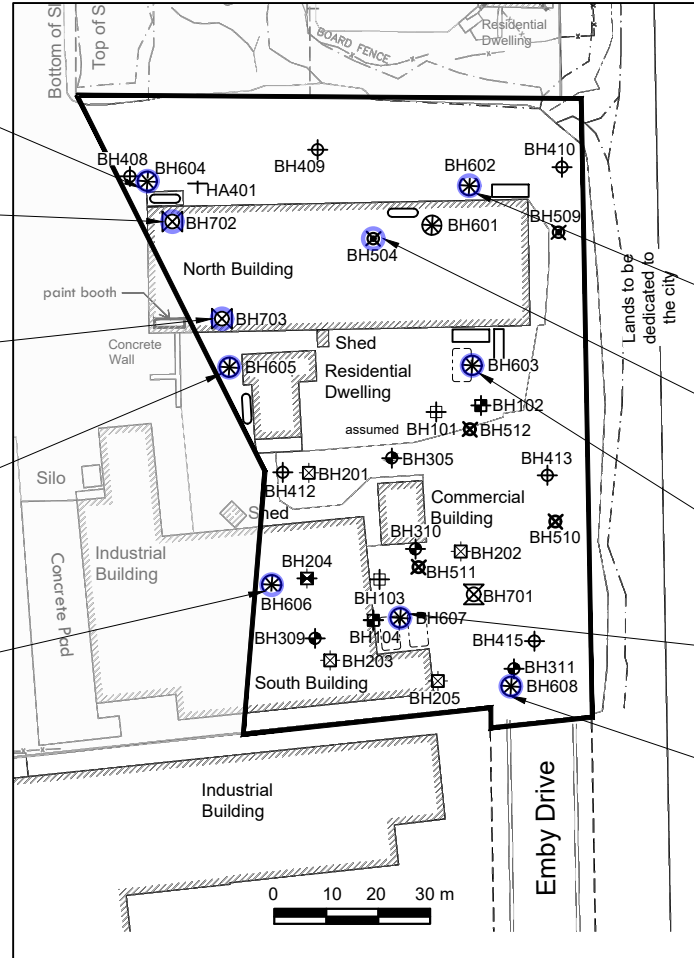 Bottom of Sl
Top of S
Residential
Dwelling
BOARD FENCE
BH408
BH604
BH409
BH602
BH410
HA401
BH702
BH601
BH509
BH504
North Building
Lands to be
dedicated to
the city
paint booth
BH703
Concrete
Wall
Shed
BH605
Residential
Dwelling
BH603
BH102
assumed
BH101
BH512
BH305
BH201
BH412
BH413
Silo
Shed
Commercial
Building
BH310
BH510
Industrial
Building
Concrete Pad
BH204
BH202
BH511
BH606
BH103
BH701
BH607
BH309
BH104
BH415
BH203
BH311
South Building
BH205
BH608
Industrial
Building
Emby Drive
0 10 20 30 m